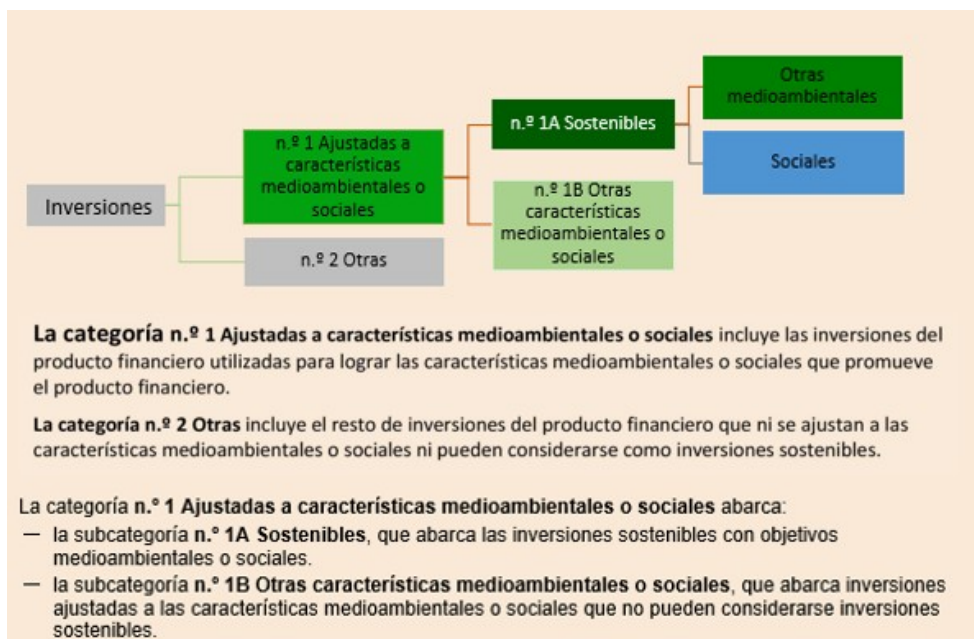 Inversiones
n.º 1 Ajustadas a
características
medioambientales o
sociales
n.º 2 Otras
n.º 1A Sostenibles
n.º 1B Otras
características
medioambientales o
sociales
Otras
medioambientales
Sociales
La categoría n.º 1 Ajustadas a características medioambientales o sociales incluye las inversiones del
producto financiero utilizadas para lograr las características medioambientales o sociales que promueve
el producto financiero.
La categoría n.º 2 Otras incluye el resto de inversiones del producto financiero que ni se ajustan a las
características medioambientales o sociales ni pueden considerarse como inversiones sostenibles.
La categoría n.º 1 Ajustadas a características medioambientales o sociales abarca:
— la subcategoría n.º 1A Sostenibles, que abarca las inversiones sostenibles con objetivos
medioambientales o sociales.
— la subcategoría n.º 1B Otras características medioambientales o sociales, que abarca inversiones
ajustadas a las características medioambientales o sociales que no pueden considerarse inversiones
sostenibles.